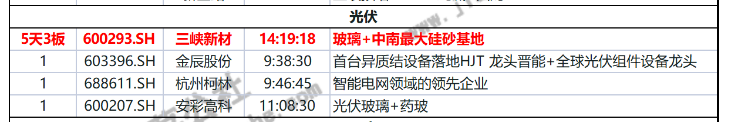 光伏
5天3板 600293.SH 三峡新材 14:19:18 玻璃+中南最大硅砂基地
1 603396.SH 金辰股份 9:38:30 首台异质结设备落地HJT 龙头晋能+全球光伏组件设备龙头
1 688611.SH 杭州柯林 9:46:45 智能电网领域的领先企业
1 600207.SH 安彩高科 11:08:30 光伏玻璃+药玻